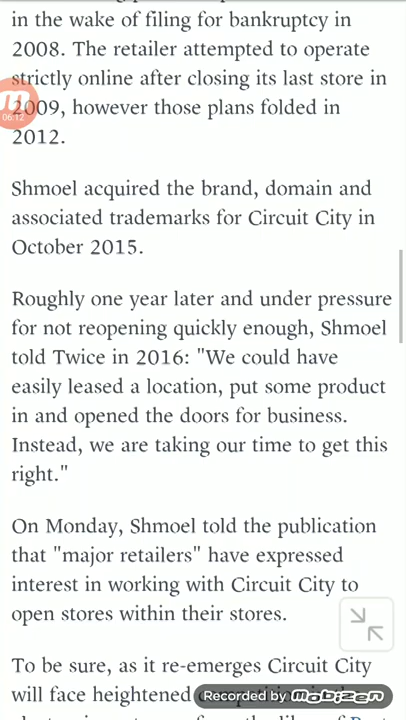 in the wake of filing for bankruptcy in
2008. The retailer attempted to operate
strictly online after closing its last store in
2009, however those plans folded in
06:12
2012.
Shmoel acquired the brand, domain and
associated trademarks for Circuit City in
October 2015.
Roughly one year later and under pressure
for not reopening quickly enough, Shmoel
told Twice in 2016: "We could have
easily leased a location, put some product
in and opened the doors for business.
Instead, we are taking our time to get this
right."
On Monday, Shmoel told the publication
that "major retailers" have expressed
interest in working with Circuit City to
open stores within their stores.
To be sure, as it re-emerges Circuit City
will face heightened
Recorded by mobizen